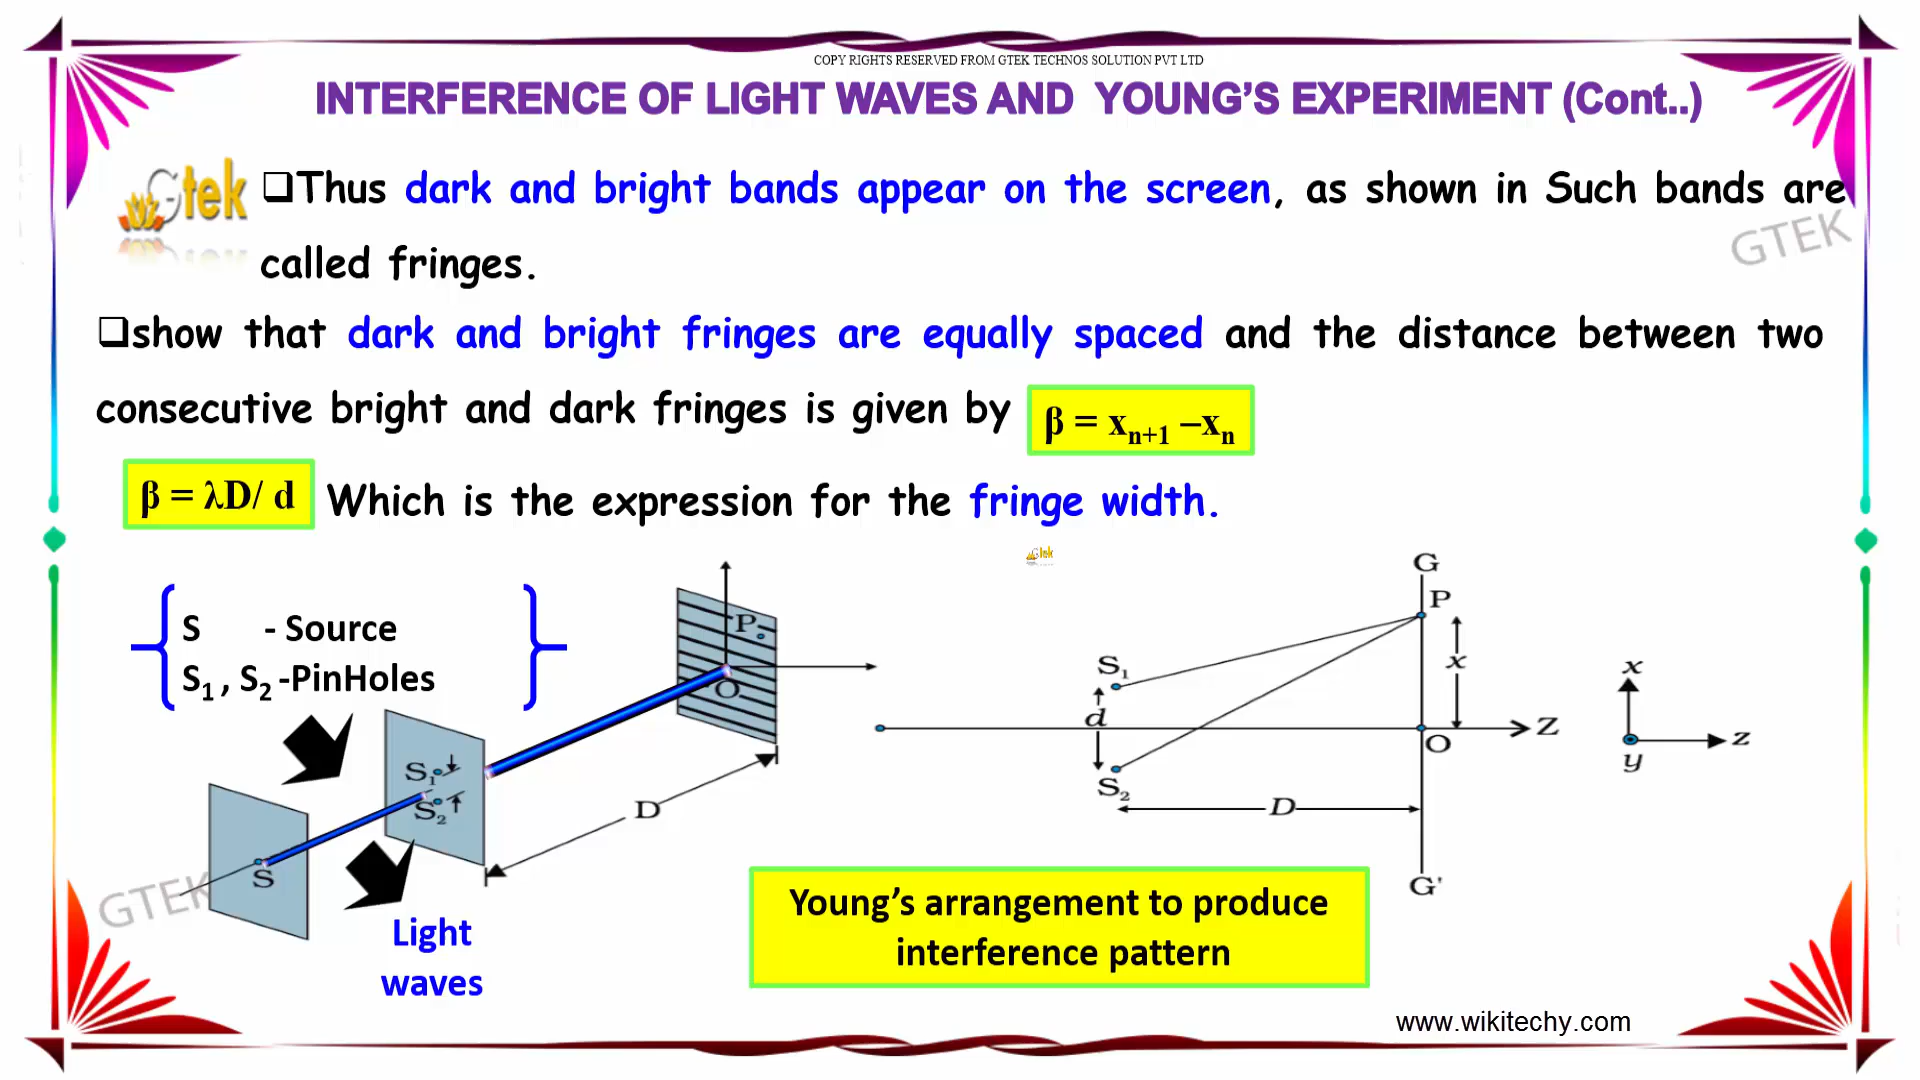 COPY RIGHTS RESERVED FROM GTEK TECHNOS SOLUTION PVT LTD
INTERFERENCE OF LIGHT WAVES AND YOUNG'S EXPERIMENT (Cont..)
Gtek
❑Thus dark and bright bands appear on the screen, as shown in Such bands are
called fringes.
GTEK
❑show that dark and bright fringes are equally spaced and the distance between two
consecutive bright and dark fringes is given by β = xn+1 –xn
β = λD/ d Which is the expression for the fringe width.
Gtek
S - Source
S1 , S2 -PinHoles
P
O
S1
S2
D
S
GTEK
Light
waves
G
P
S1
x
d
Z
O
S2
D
G'
x
z
y
Young's arrangement to produce
interference pattern
www.wikitechy.com